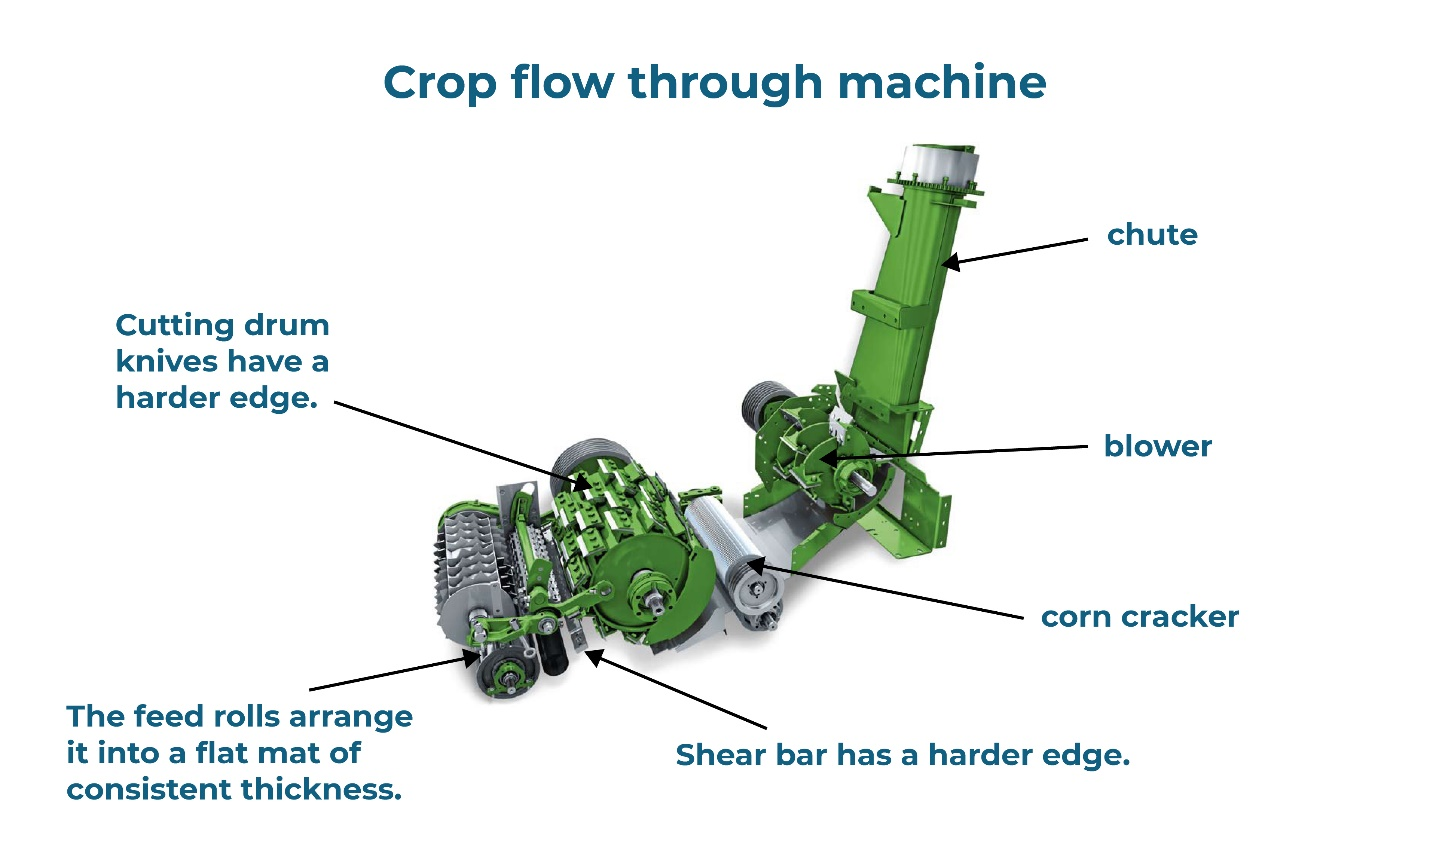 Crop flow through machine
chute
Cutting drum
knives have a
harder edge.
blower
corn cracker
The feed rolls arrange
it into a flat mat of
consistent thickness.
Shear bar has a harder edge.